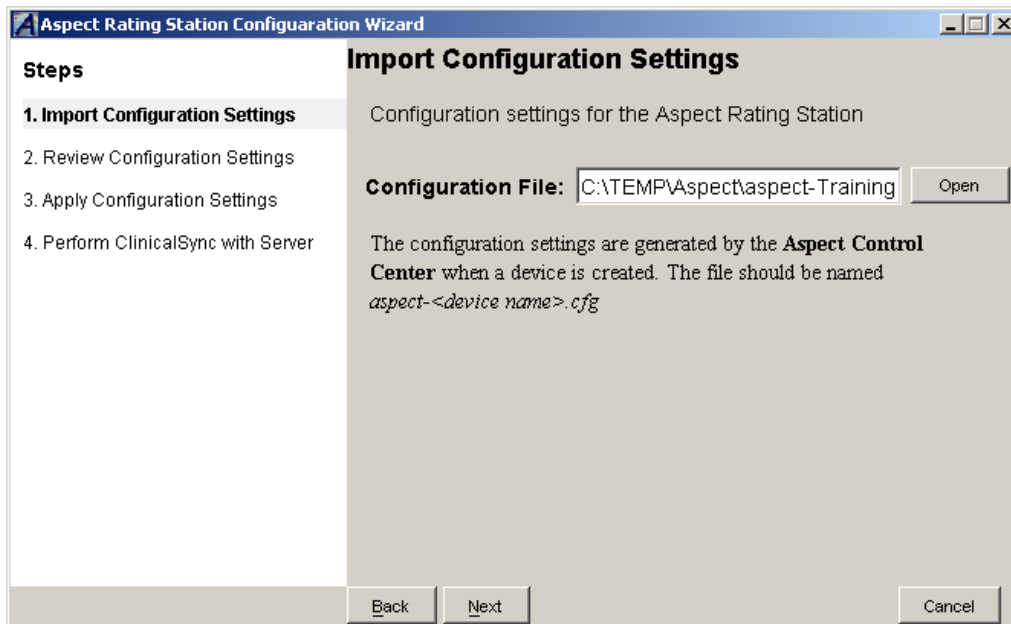 Aspect Rating Station Configuaration Wizard
Steps
1. Import Configuration Settings
2. Review Configuration Settings
3. Apply Configuration Settings
4. Perform ClinicalSync with Server
Import Configuration Settings
Configuration settings for the Aspect Rating Station
Configuration File: C:\TEMP\Aspect\aspect-Training Open
The configuration settings are generated by the Aspect Control
Center when a device is created. The file should be named
aspect-<device name>.cfg
Back Next Cancel